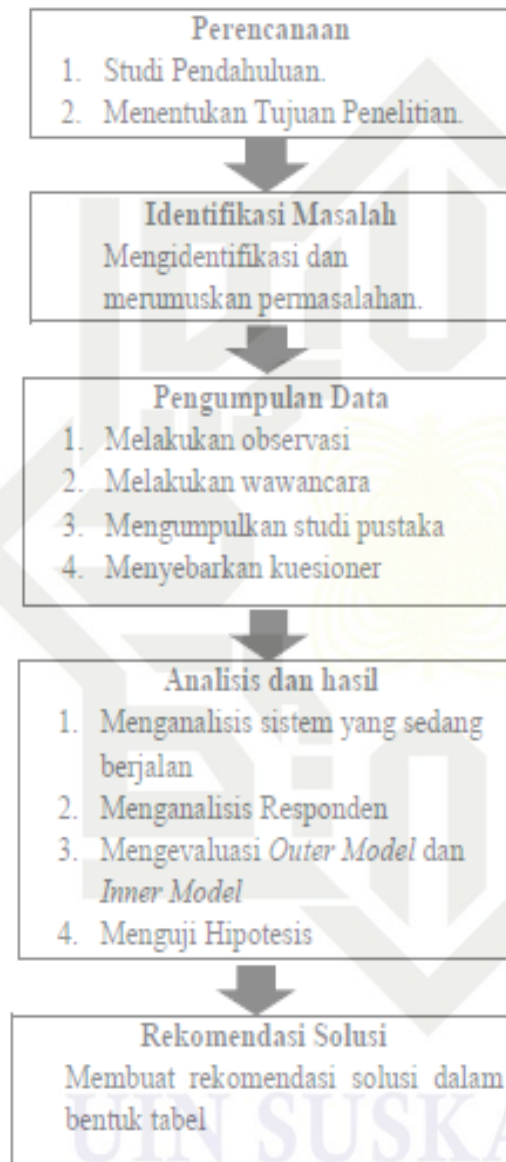 Perencanaan
1. Studi Pendahuluan.
2. Menentukan Tujuan Penelitian.
Identifikasi Masalah
Mengidentifikasi dan
merumuskan permasalahan.
Pengumpulan Data
1. Melakukan observasi
2. Melakukan wawancara
3. Mengumpulkan studi pustaka
4. Menyebarkan kuesioner
Analisis dan hasil
1. Menganalisis sistem yang sedang
berjalan
2. Menganalisis Responden
3. Mengevaluasi Outer Model dan
Inner Model
4. Menguji Hipotesis
Rekomendasi Solusi
Membuat rekomendasi solusi dalam
bentuk tabel
UIN SUSKA